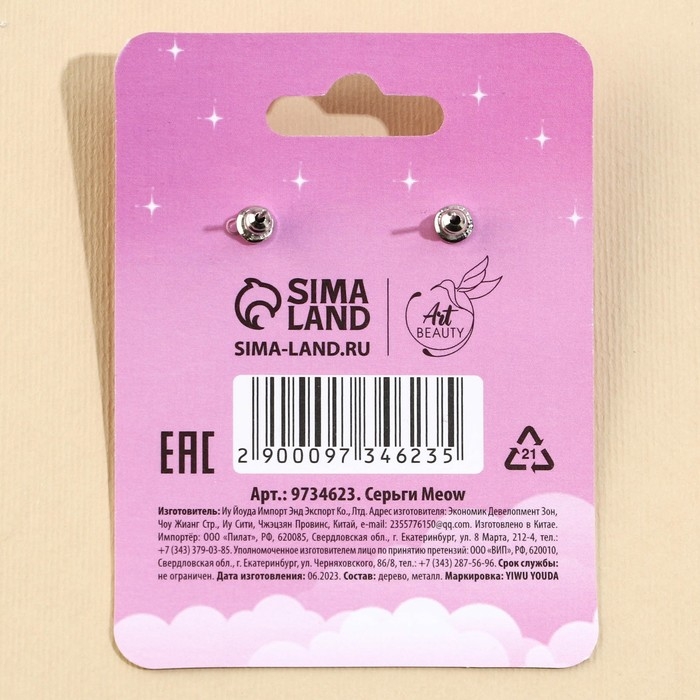 SIMA
LAND
SIMA-LAND.RU
Art
BEAUTY
EAC
2 900097 346235
21
Арт.: 9734623. Серьги Meow
Изготовитель: Иу Йоуда Импорт Энд Экспорт Ко., Лтд. Адрес изготовителя: Экономик Девелопмент Зон,
Чоу Жианг Стр., Иу Сити, Чжэцзян Провинс, Китай, e-mail: 2355776150@qq.com. Изготовлено в Китае.
Импортёр: ООО «Пилат», РФ, 620085, Свердловская обл., г. Екатеринбург, ул. 8 Марта, 212-4, тел.:
+7 (343) 379-03-85. Уполномоченное изготовителем лицо по принятию претензий: ООО «ВИП», РФ, 620010,
Свердловская обл., г. Екатеринбург, ул. Черняховского, 86/8, тел.: +7 (343) 287-56-96. Срок службы:
не ограничен. Дата изготовления: 06.2023. Состав: дерево, металл. Маркировка: YIWU YOUDA